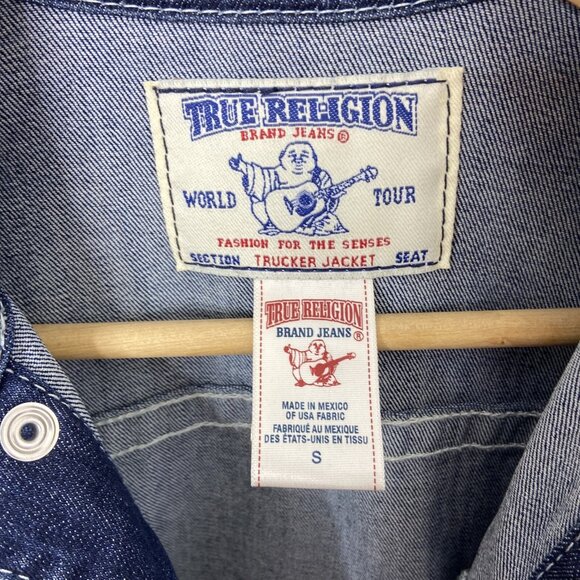 TRUE RELIGION
BRAND JEANS®
WORLD TOUR
FASHION FOR THE SENSES
SECTION TRUCKER JACKET SEAT
TRUE RELIGION
BRAND JEANS®
MADE IN MEXICO
OF USA FABRIC
FABRIQUÉ AU MEXIQUE
DES ÉTATS-UNIS EN TISSU
S